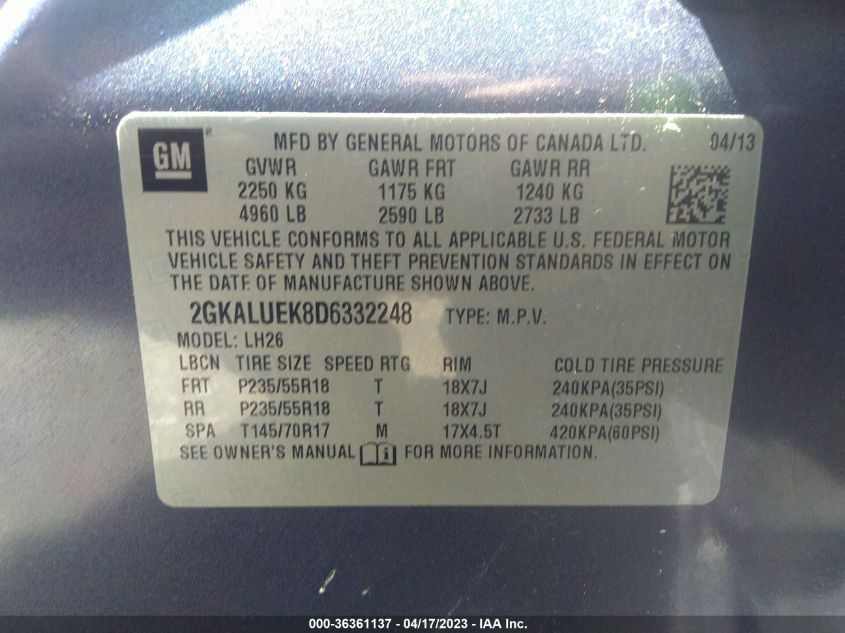 GM ® MFD BY GENERAL MOTORS OF CANADA LTD. 04/13
GVWR GAWR FRT GAWR RR
2250 KG 1175 KG 1240 KG
4960 LB 2590 LB 2733 LB
THIS VEHICLE CONFORMS TO ALL APPLICABLE U.S. FEDERAL MOTOR
VEHICLE SAFETY AND THEFT PREVENTION STANDARDS IN EFFECT ON
THE DATE OF MANUFACTURE SHOWN ABOVE.
2GKALUEK8D6332248 TYPE: M.P.V.
MODEL: LH26
LBCN TIRE SIZE SPEED RTG RIM COLD TIRE PRESSURE
FRT P235/55R18 T 18X7J 240KPA(35PSI)
RR P235/55R18 T 18X7J 240KPA(35PSI)
SPA T145/70R17 M 17X4.5T 420KPA(60PSI)
SEE OWNER'S MANUAL i FOR MORE INFORMATION.
000-36361137 - 04/17/2023 - IAA Inc.